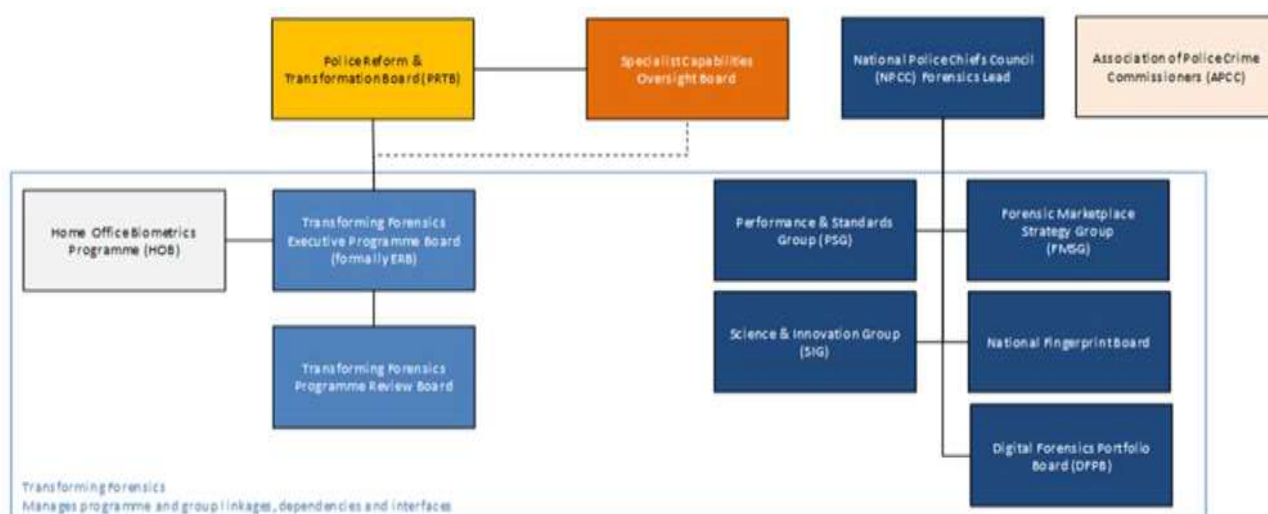 Police Reform &
Transformation Board (PRTB)
Specialist Capabilities
Oversight Board
National Police Chiefs Council
(NPCC) Forensics Lead
Association of Police Crime
Commissioners (APCC)
Home Office Biometrics
Programme (HOB)
Transforming Forensics
Executive Programme Board
(formally ERB)
Performance & Standards
Group (PSG)
Forensic Marketplace
Strategy Group
(FMSG)
Transforming Forensics
Programme Review Board
Science & Innovation Group
(SIG)
National Fingerprint Board
Digital Forensics Portfolio
Board (DFPB)
Transforming Forensics
Manages programme and group linkages, dependencies and interfaces